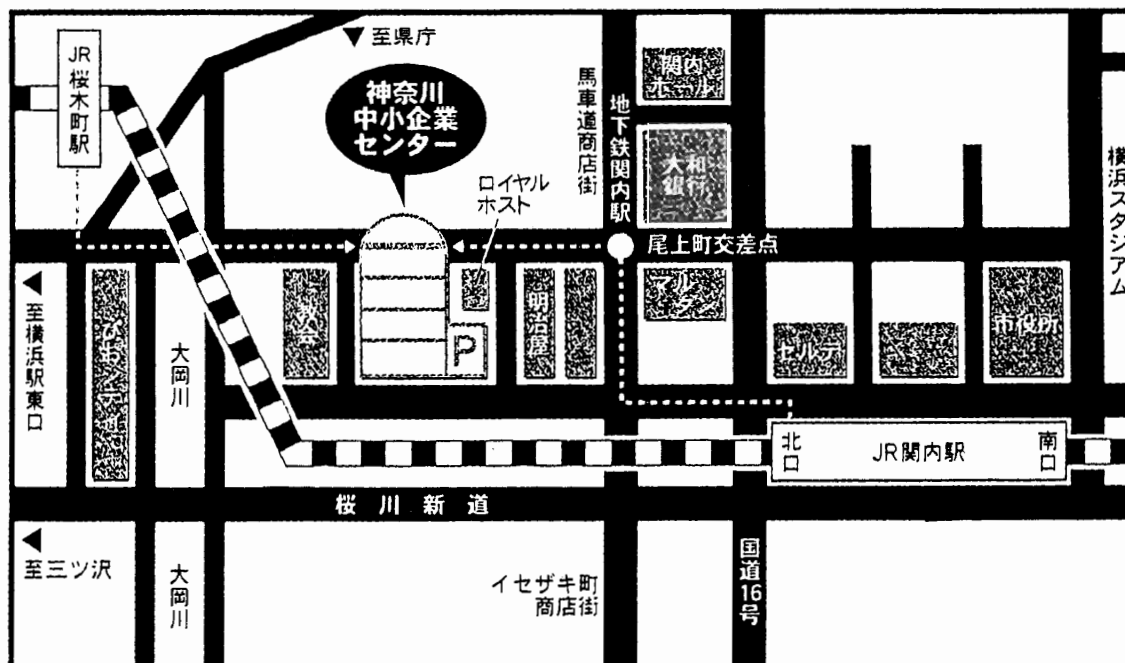 JR桜木町駅
▼至県庁
神奈川
中小企業
センター
ロイヤル
ホスト
馬車道商店街
地下鉄関内駅
関内
ホール
大和
銀行
横浜スタジアム
尾上町交差点
◀至横浜駅東口
大岡川
教会
P
明治屋
セルテ
市役所
北口
JR関内駅
南口
桜川新道
◀
至三ツ沢
大岡川
イセザキ町
商店街
国道16号